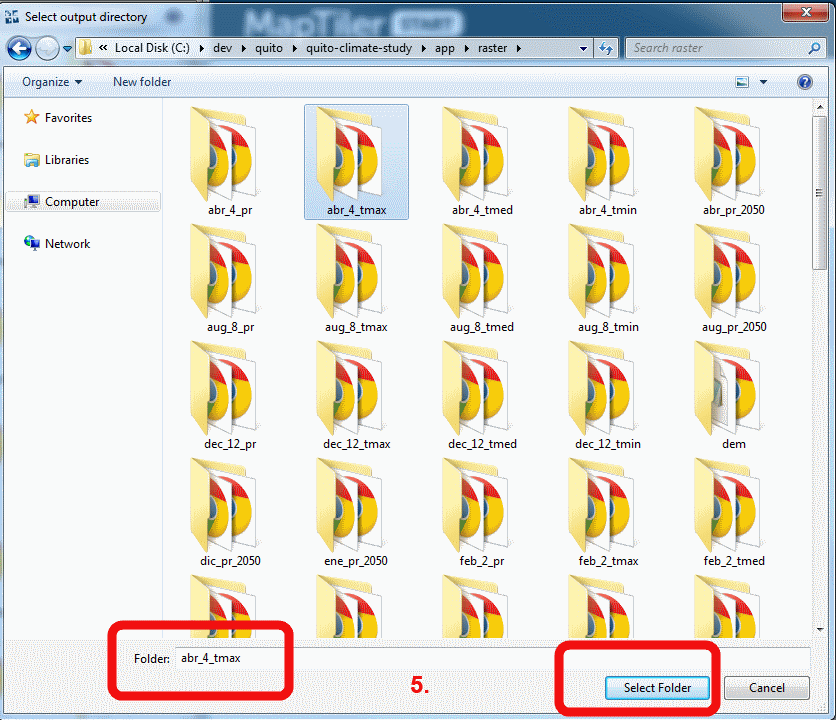 MapTiler START
Select output directory
« Local Disk (C:) dev quito quito-climate-study app raster
Search raster
Organize New folder
Favorites
Libraries
Computer
Network
abr_4_pr abr_4_tmax abr_4_tmed abr_4_tmin abr_pr_2050
aug_8_pr aug_8_tmax aug_8_tmed aug_8_tmin aug_pr_2050
dec_12_pr dec_12_tmax dec_12_tmed dec_12_tmin dem
dic_pr_2050 ene_pr_2050 feb_2_pr feb_2_tmax feb_2_tmed
Folder: abr_4_tmax
5.
Select Folder Cancel